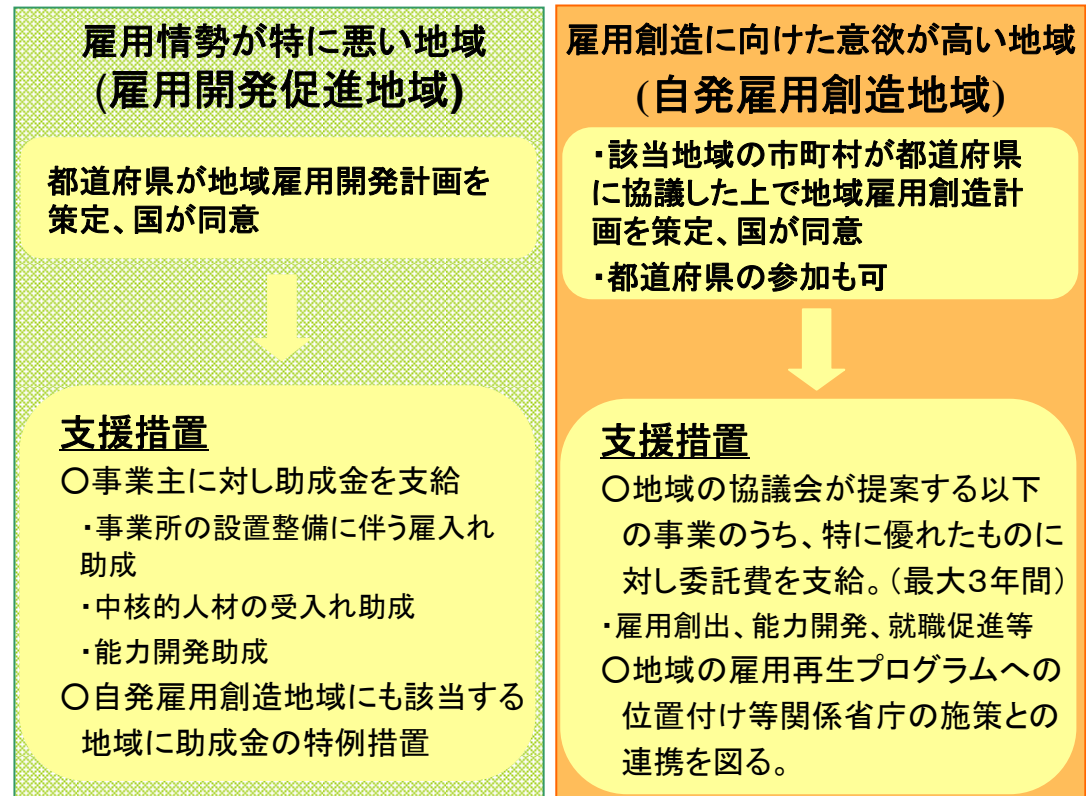 雇用情勢が特に悪い地域
(雇用開発促進地域)
都道府県が地域雇用開発計画を
策定、国が同意
支援措置
○事業主に対し助成金を支給
・事業所の設置整備に伴う雇入れ
助成
・中核的人材の受入れ助成
・能力開発助成
○自発雇用創造地域にも該当する
地域に助成金の特例措置
雇用創造に向けた意欲が高い地域
(自発雇用創造地域)
・該当地域の市町村が都道府県
に協議した上で地域雇用創造計
画を策定、国が同意
・都道府県の参加も可
支援措置
○地域の協議会が提案する以下
の事業のうち、特に優れたものに
対し委託費を支給。(最大3年間)
・雇用創出、能力開発、就職促進等
○地域の雇用再生プログラムへの
位置付け等関係省庁の施策との
連携を図る。